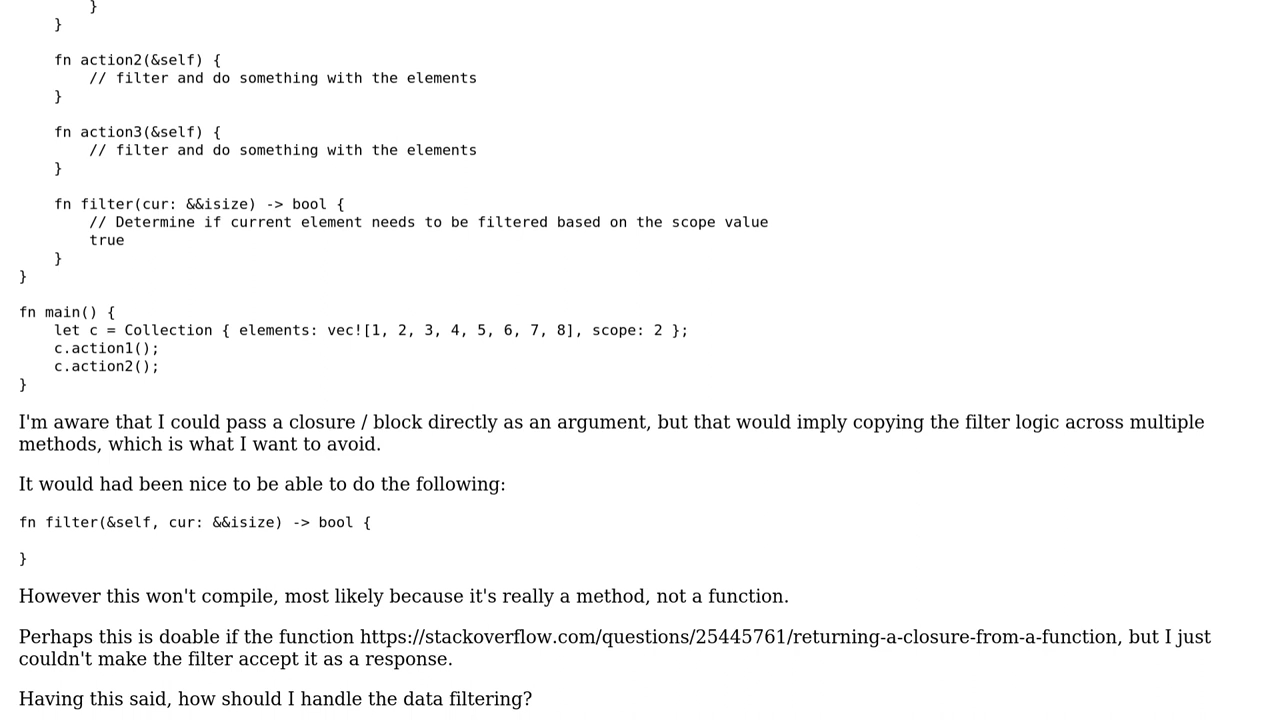 }
    }

    fn action2(&self) {
        // filter and do something with the elements
    }

    fn action3(&self) {
        // filter and do something with the elements
    }

    fn filter(cur: &&isize) -> bool {
        // Determine if current element needs to be filtered based on the scope value
        true
    }
}

fn main() {
    let c = Collection { elements: vec![1, 2, 3, 4, 5, 6, 7, 8], scope: 2 };
    c.action1();
    c.action2();
}

I'm aware that I could pass a closure / block directly as an argument, but that would imply copying the filter logic across multiple
methods, which is what I want to avoid.

It would had been nice to be able to do the following:

fn filter(&self, cur: &&isize) -> bool {

}

However this won't compile, most likely because it's really a method, not a function.

Perhaps this is doable if the function https://stackoverflow.com/questions/25445761/returning-a-closure-from-a-function, but I just
couldn't make the filter accept it as a response.

Having this said, how should I handle the data filtering?